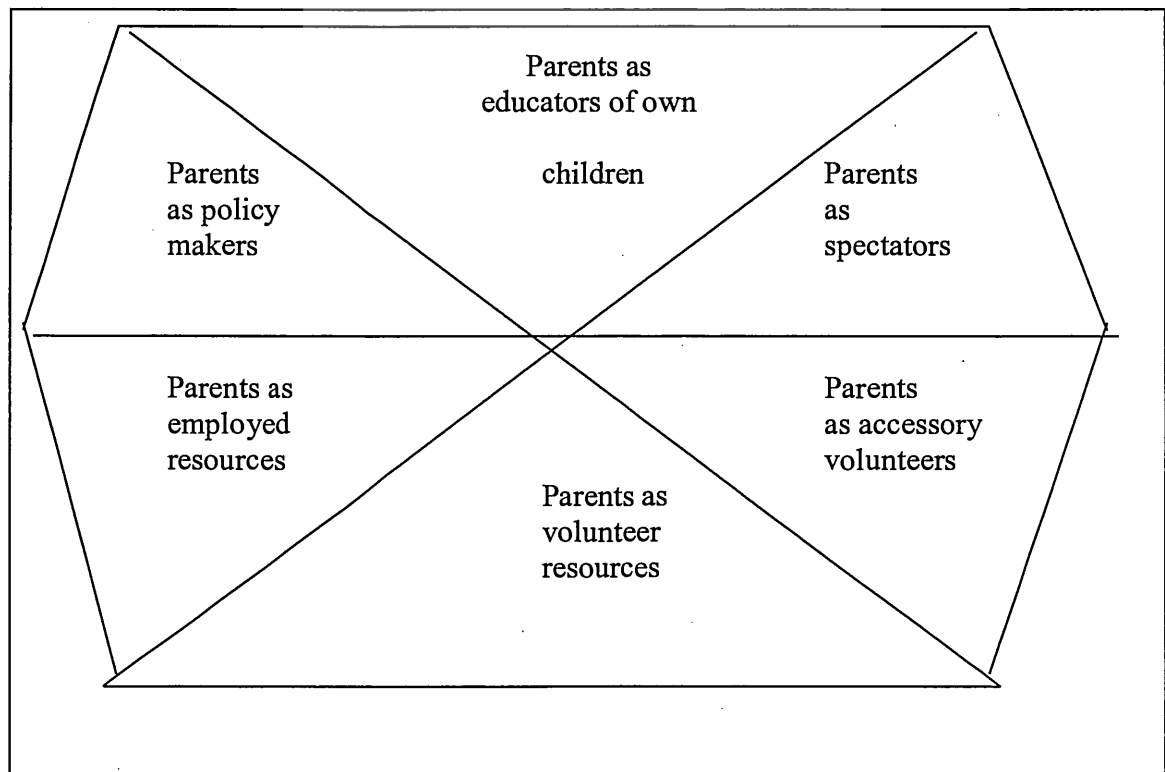 Parents as
educators of own
children
Parents
as policy
makers
Parents
as
spectators
Parents as
employed
resources
Parents
as accessory
volunteers
Parents as
volunteer
resources